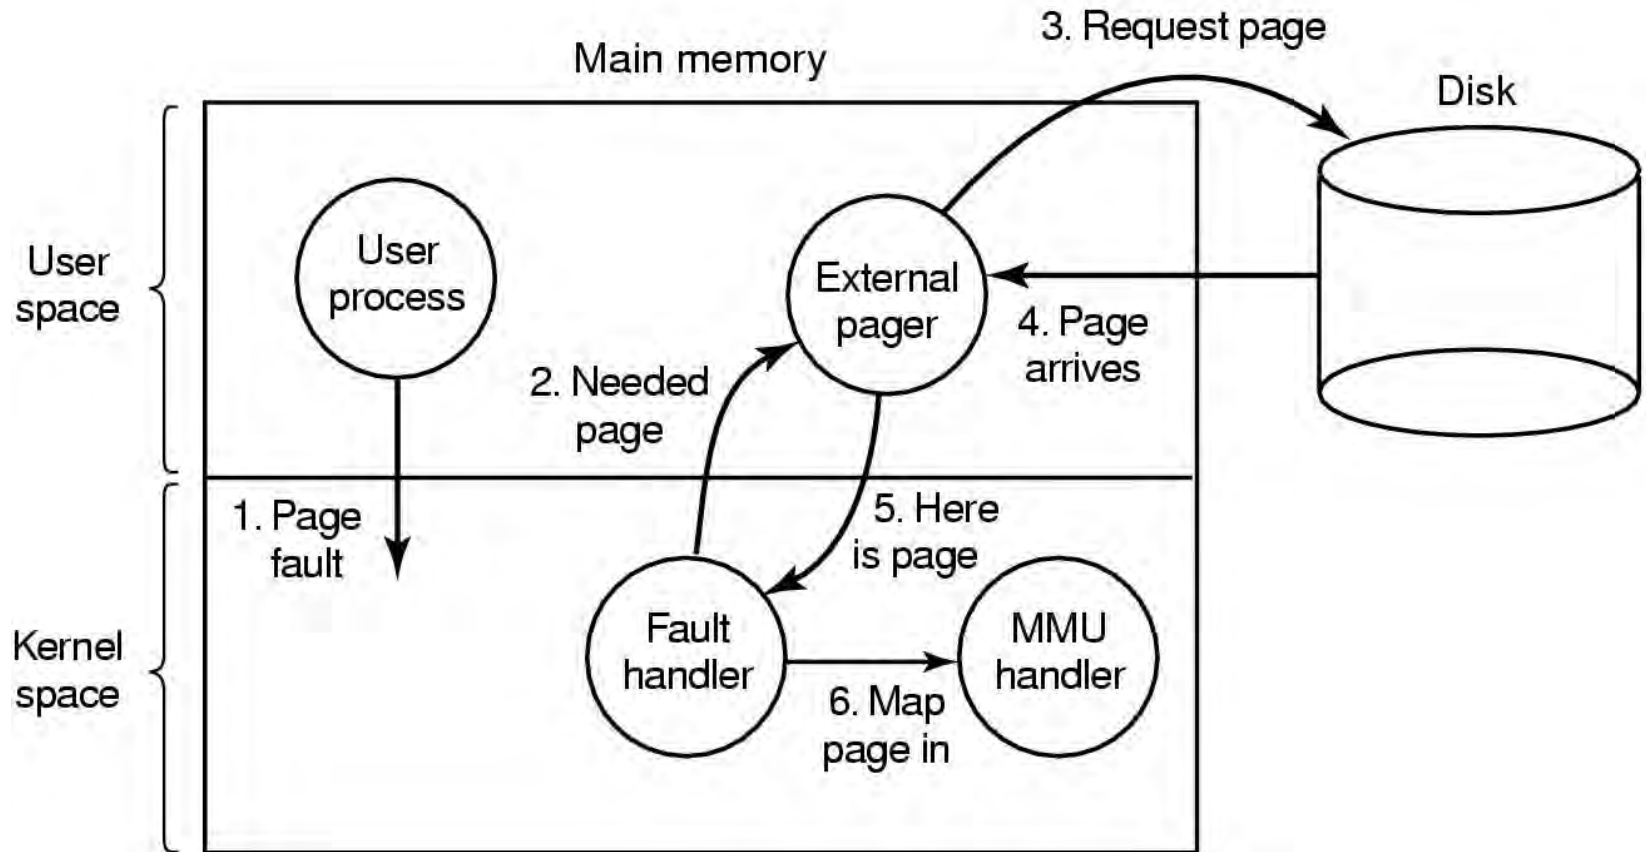 3. Request page
Main memory
Disk
User
space
User
process
External
pager
4. Page
arrives
2. Needed
page
1. Page
fault
5. Here
is page
Kernel
space
Fault
handler
MMU
handler
6. Map
page in